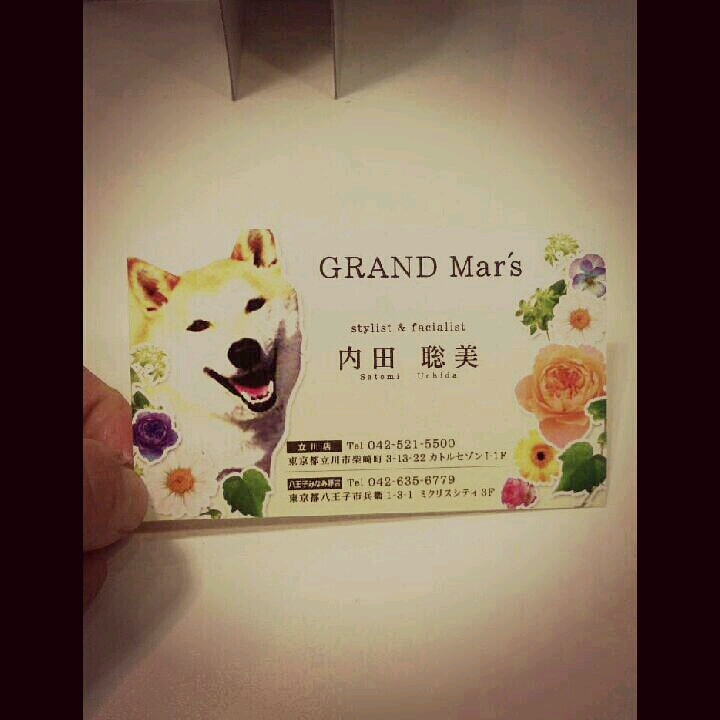 GRAND Mar's
stylist & facialist
内田 聡美
Satomi Uchida
立川店 Tel 042-521-5500
東京都立川市柴崎町 3-13-22 カトルセゾン1-1F
八王子みなみ野店 Tel 042-635-6779
東京都八王子市兵衛 1-3-1 ミクリスシティ 3F